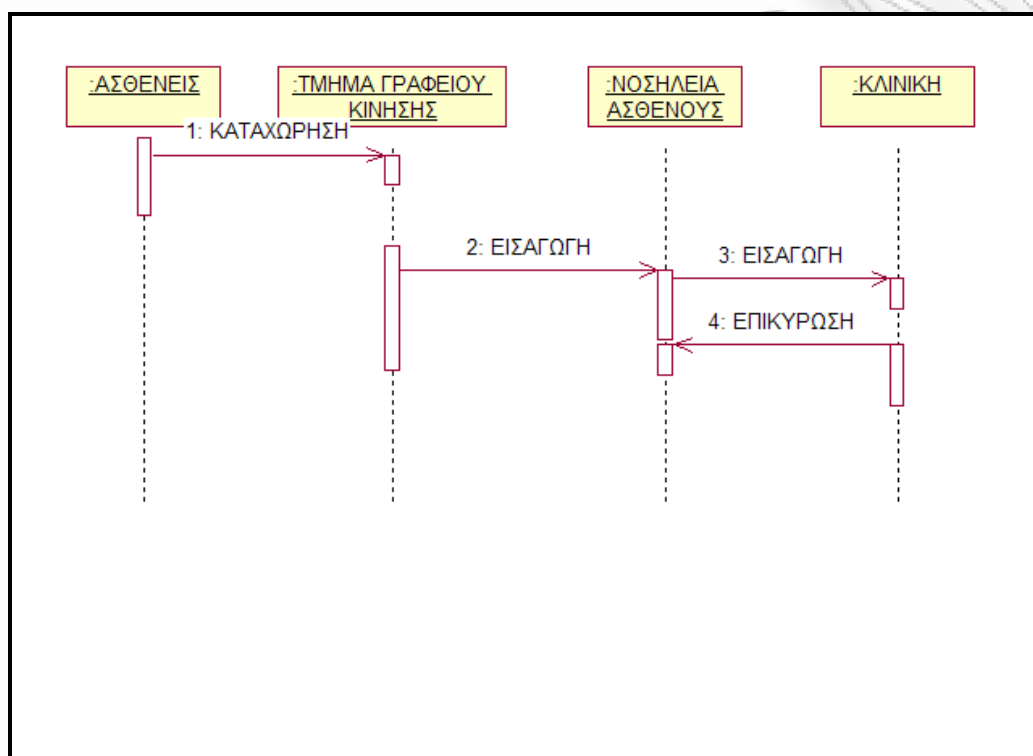 :ΑΣΘΕΝΕΙΣ
:ΤΜΗΜΑ ΓΡΑΦΕΙΟΥ
ΚΙΝΗΣΗΣ
:ΝΟΣΗΛΕΙΑ
ΑΣΘΕΝΟΥΣ
:ΚΛΙΝΙΚΗ
1: ΚΑΤΑΧΩΡΗΣΗ
2: ΕΙΣΑΓΩΓΗ
3: ΕΙΣΑΓΩΓΗ
4: ΕΠΙΚΥΡΩΣΗ